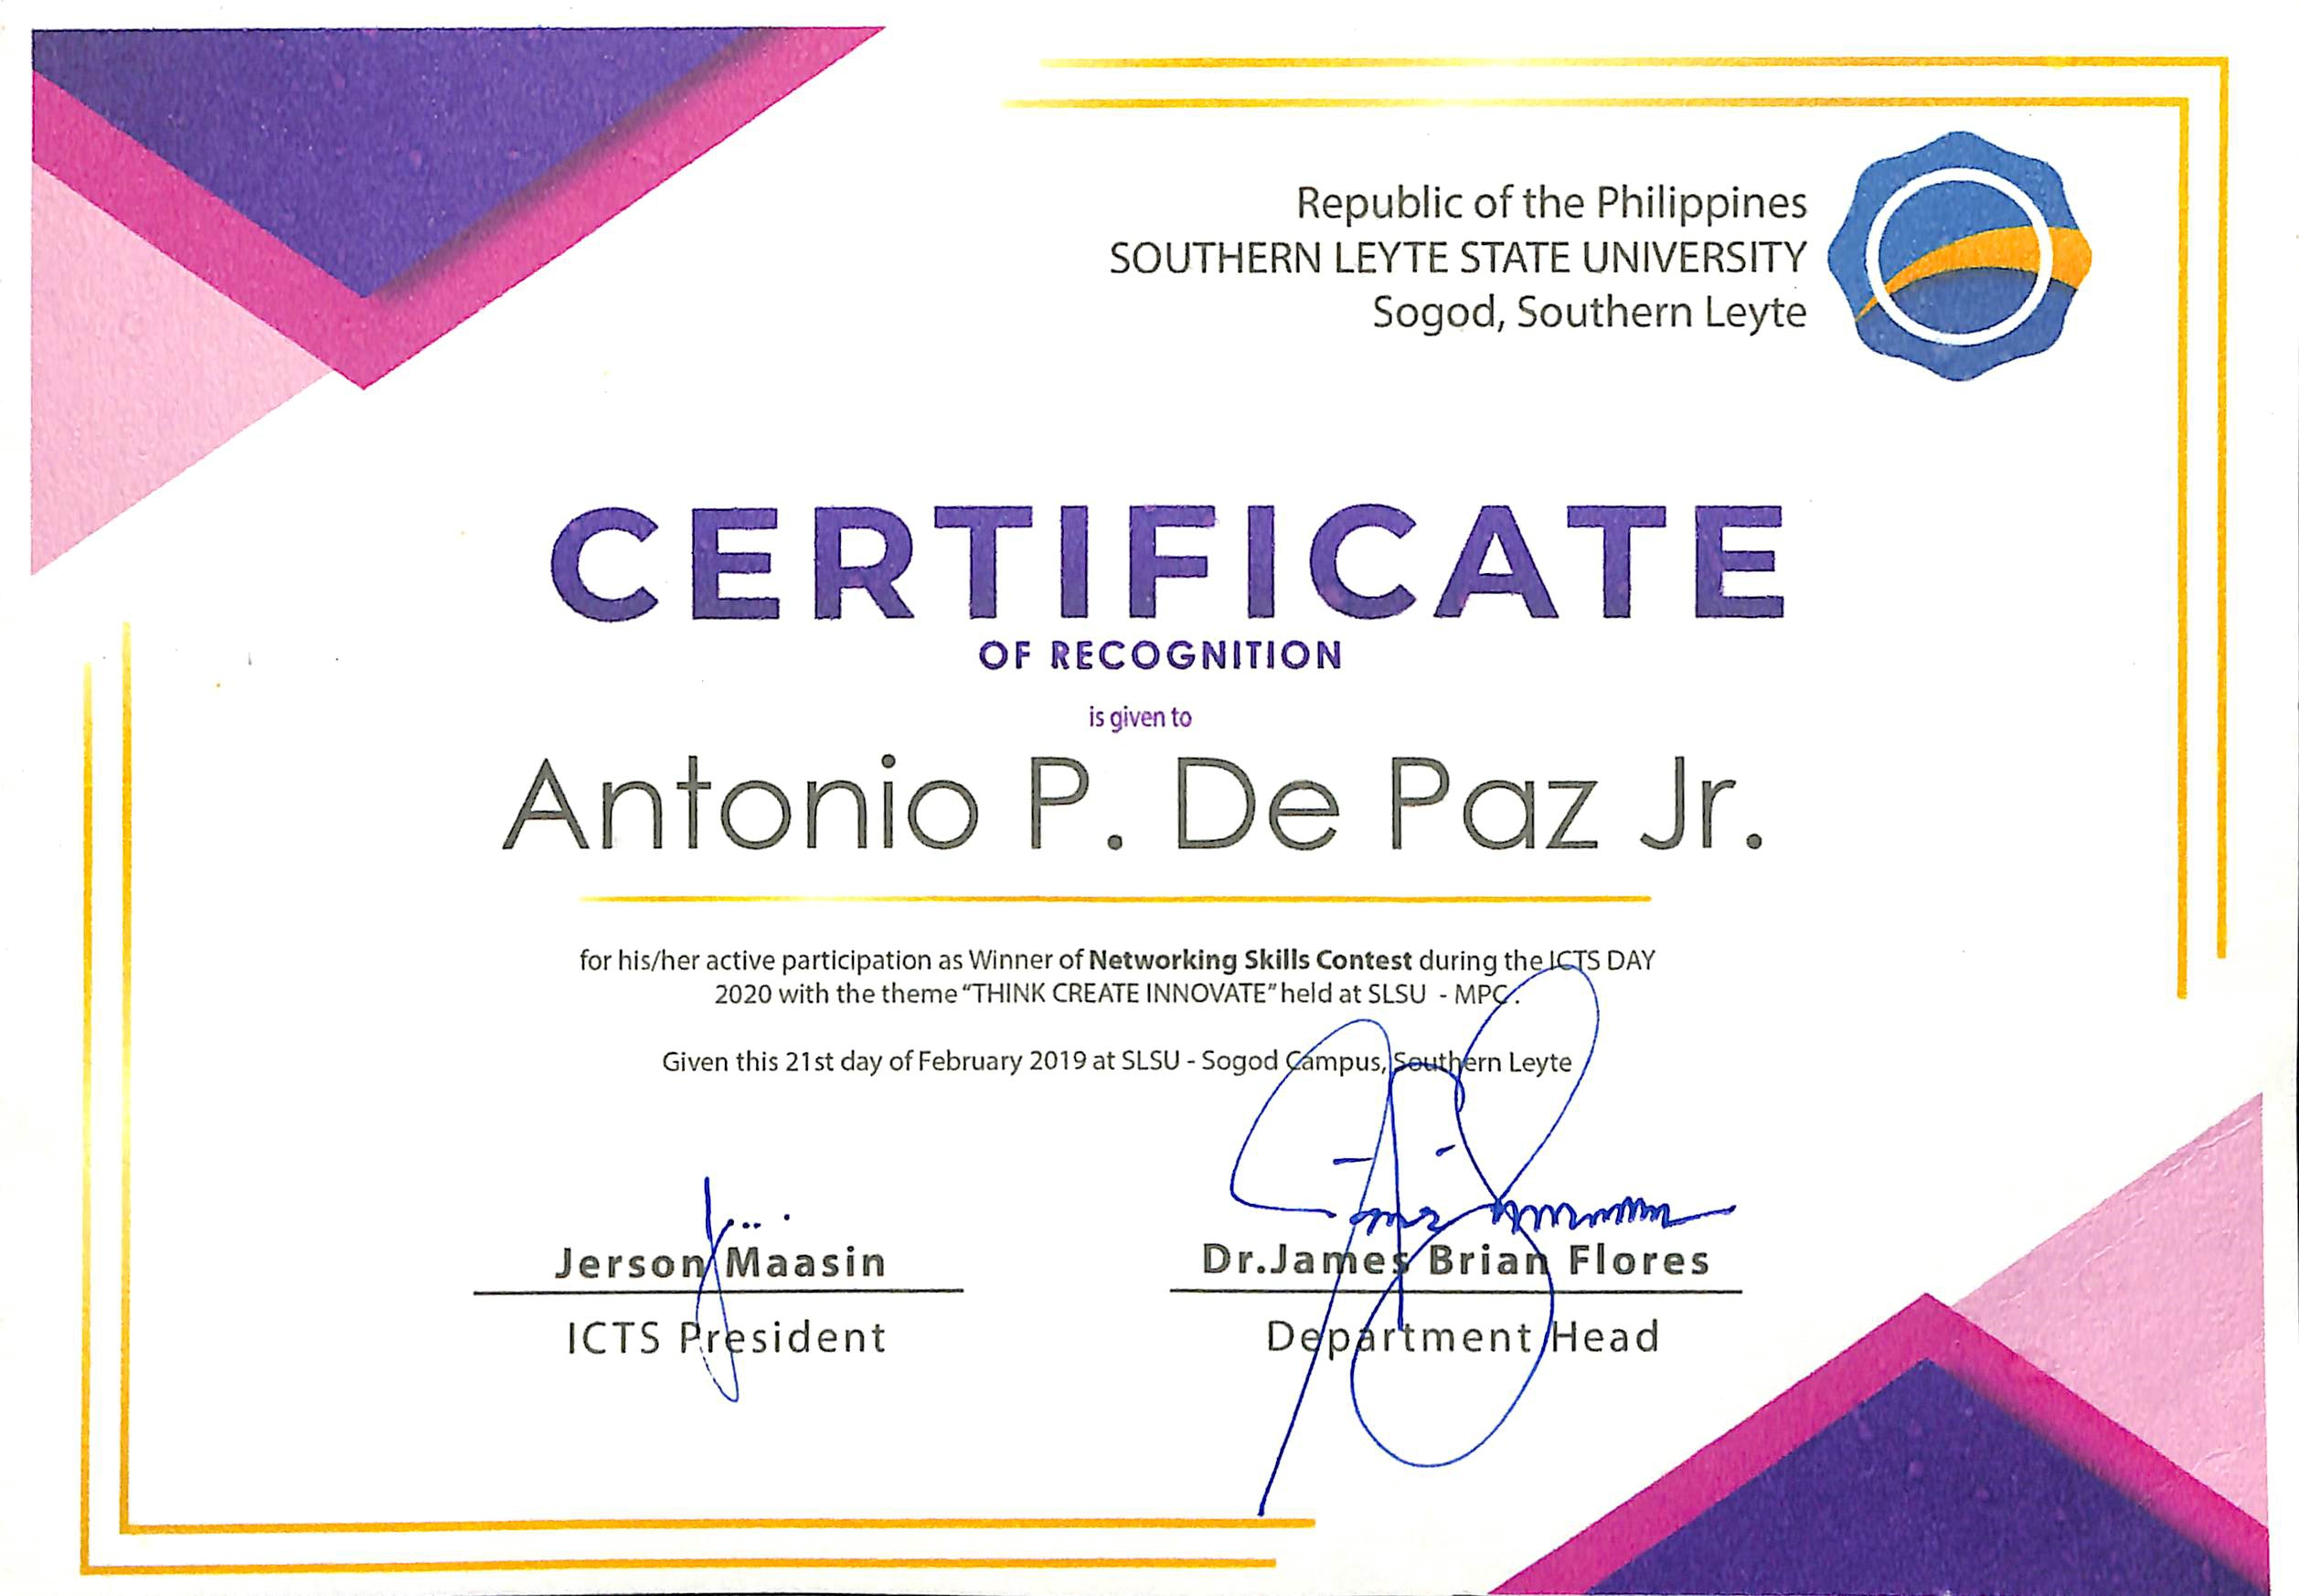 Republic of the Philippines
SOUTHERN LEYTE STATE UNIVERSITY
Sogod, Southern Leyte
CERTIFICATE
OF RECOGNITION
is given to
Antonio P. De Paz Jr.
for his/her active participation as Winner of Networking Skills Contest during the ICTS DAY
2020 with the theme "THINK CREATE INNOVATE" held at SLSU - MPC.
Given this 21st day of February 2019 at SLSU - Sogod Campus, Southern Leyte
Jerson Maasin
ICTS President
Dr.James Brian Flores
Department Head